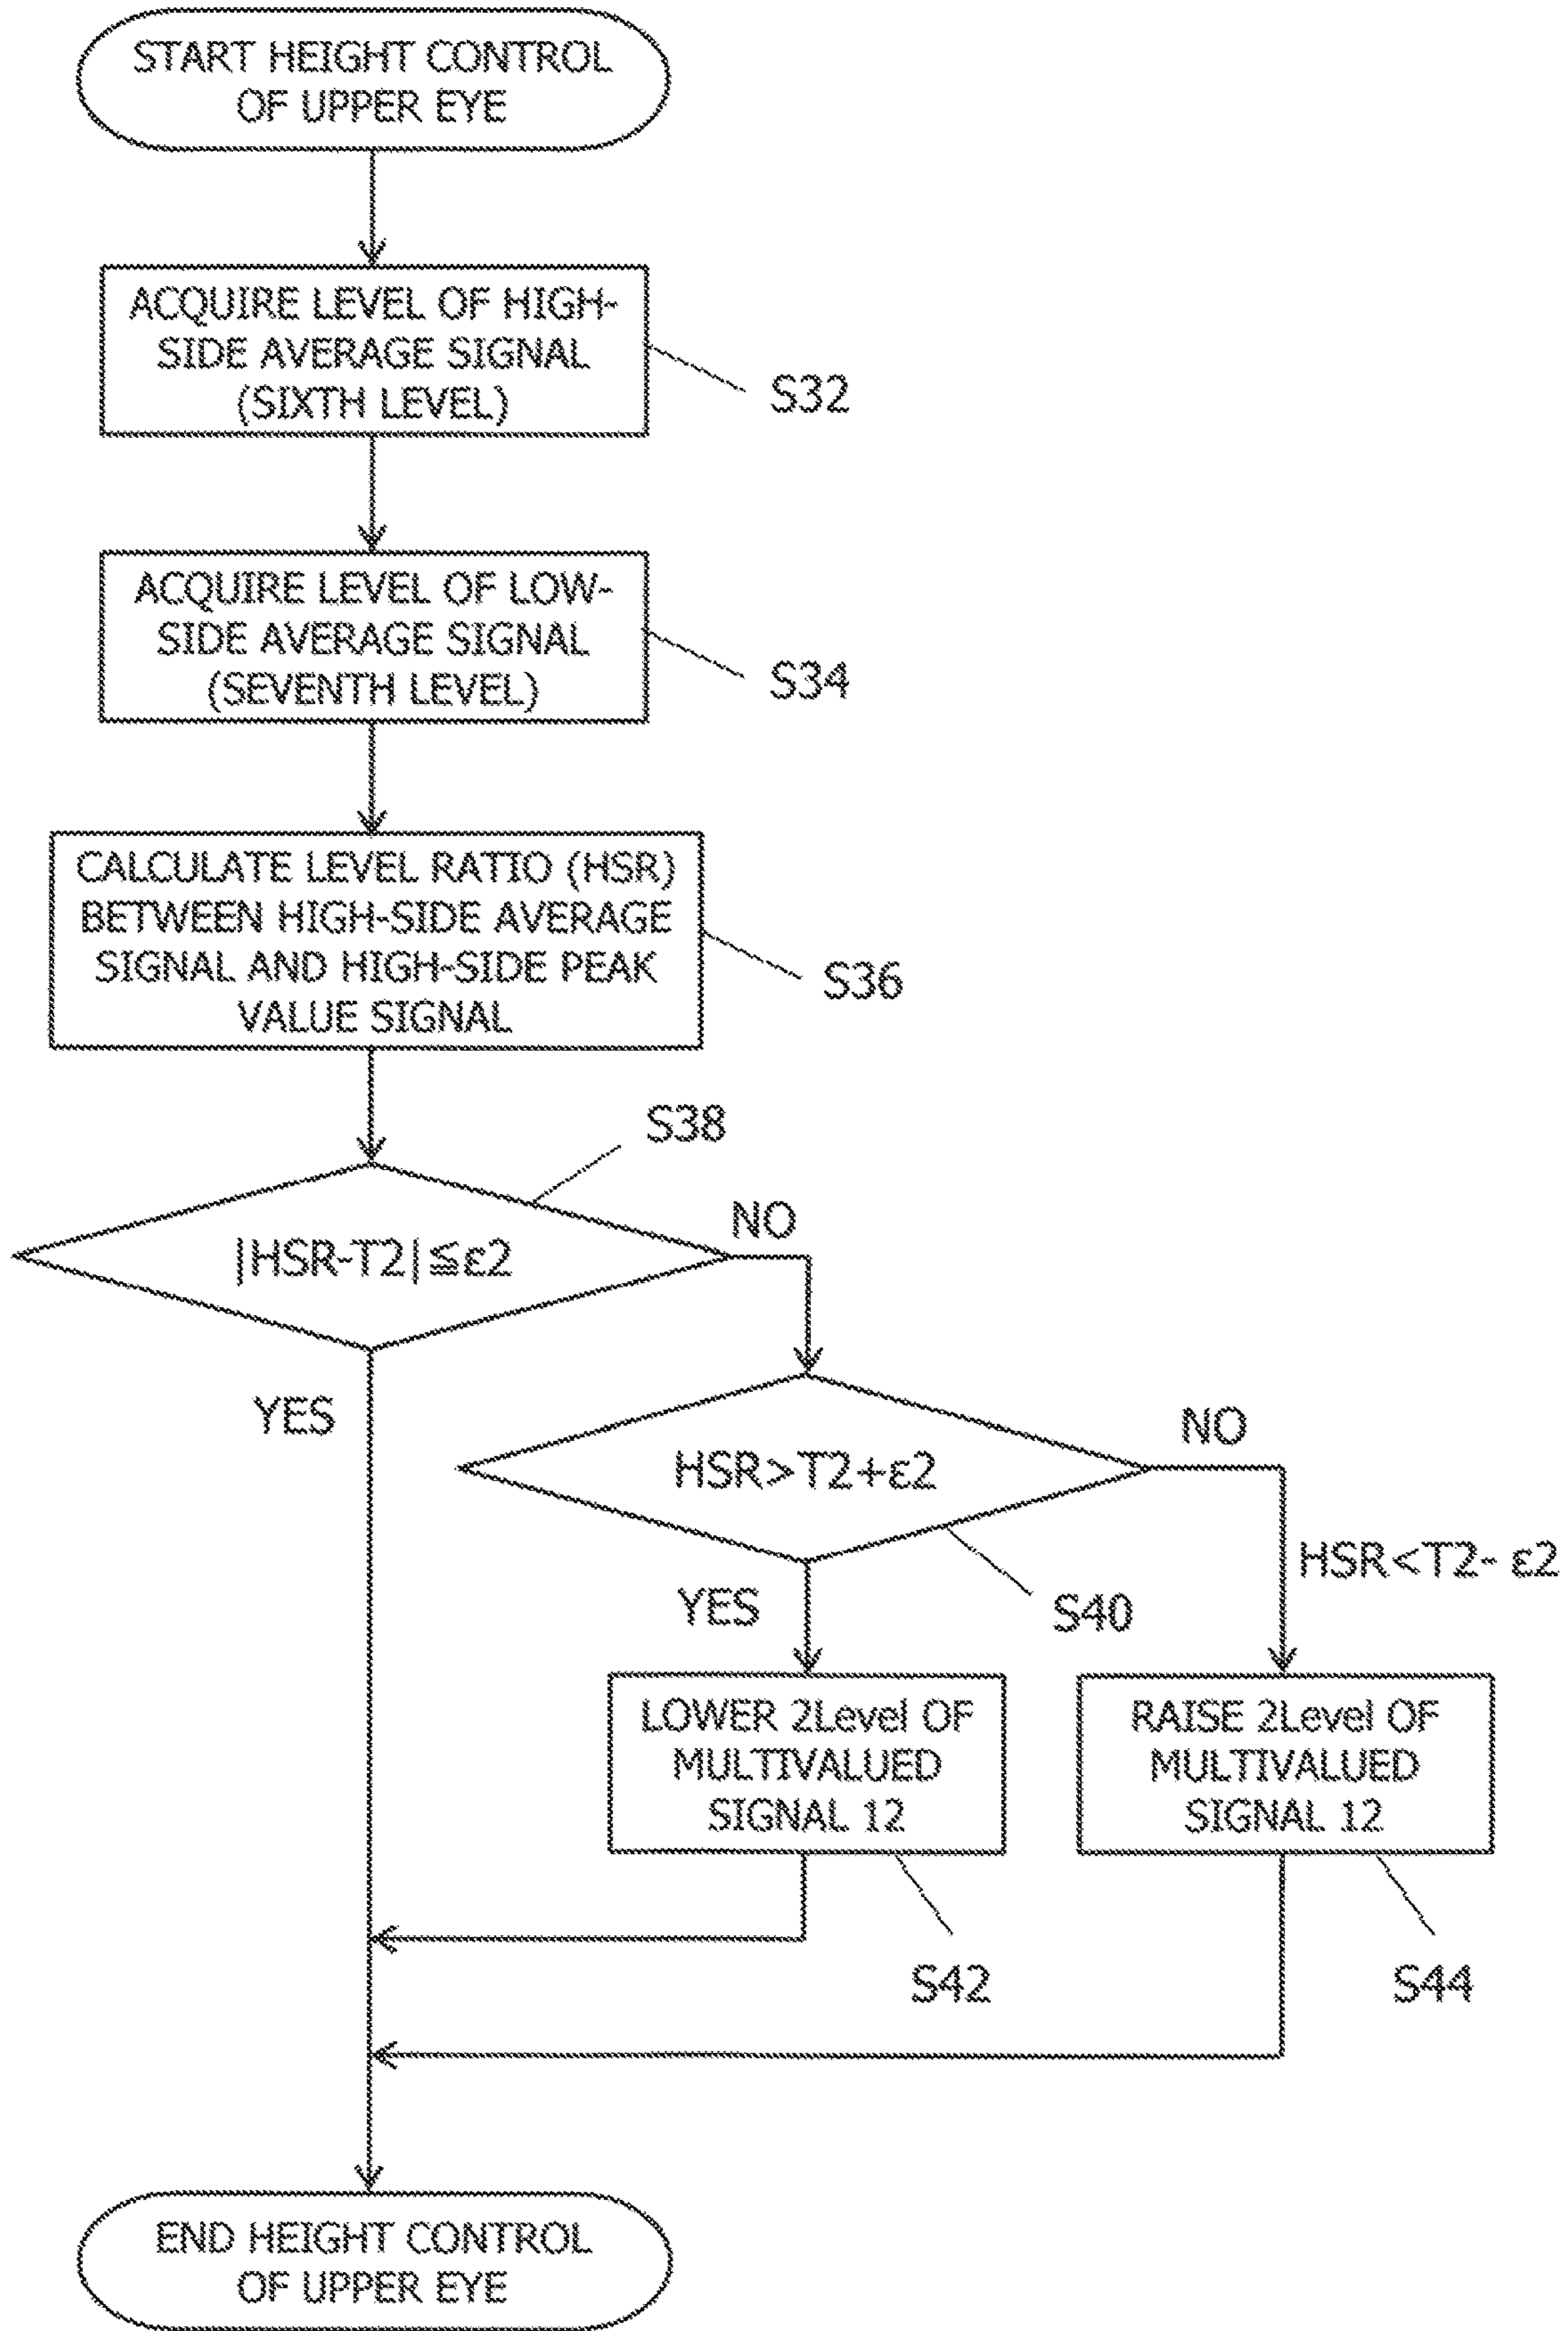 START HEIGHT CONTROL
OF UPPER EYE
ACQUIRE LEVEL OF HIGH-
SIDE AVERAGE SIGNAL
(SIXTH LEVEL)
S32
ACQUIRE LEVEL OF LOW-
SIDE AVERAGE SIGNAL
(SEVENTH LEVEL)
S34
CALCULATE LEVEL RATIO (HSR)
BETWEEN HIGH-SIDE AVERAGE
SIGNAL AND HIGH-SIDE PEAK
VALUE SIGNAL
S36
S38
|HSR-T2|≦ε2
NO
YES
HSR>T2+ε2
NO
HSR<T2- ε2
YES
S40
LOWER 2Level OF
MULTIVALUED
SIGNAL 12
S42
RAISE 2Level OF
MULTIVALUED
SIGNAL 12
S44
END HEIGHT CONTROL
OF UPPER EYE